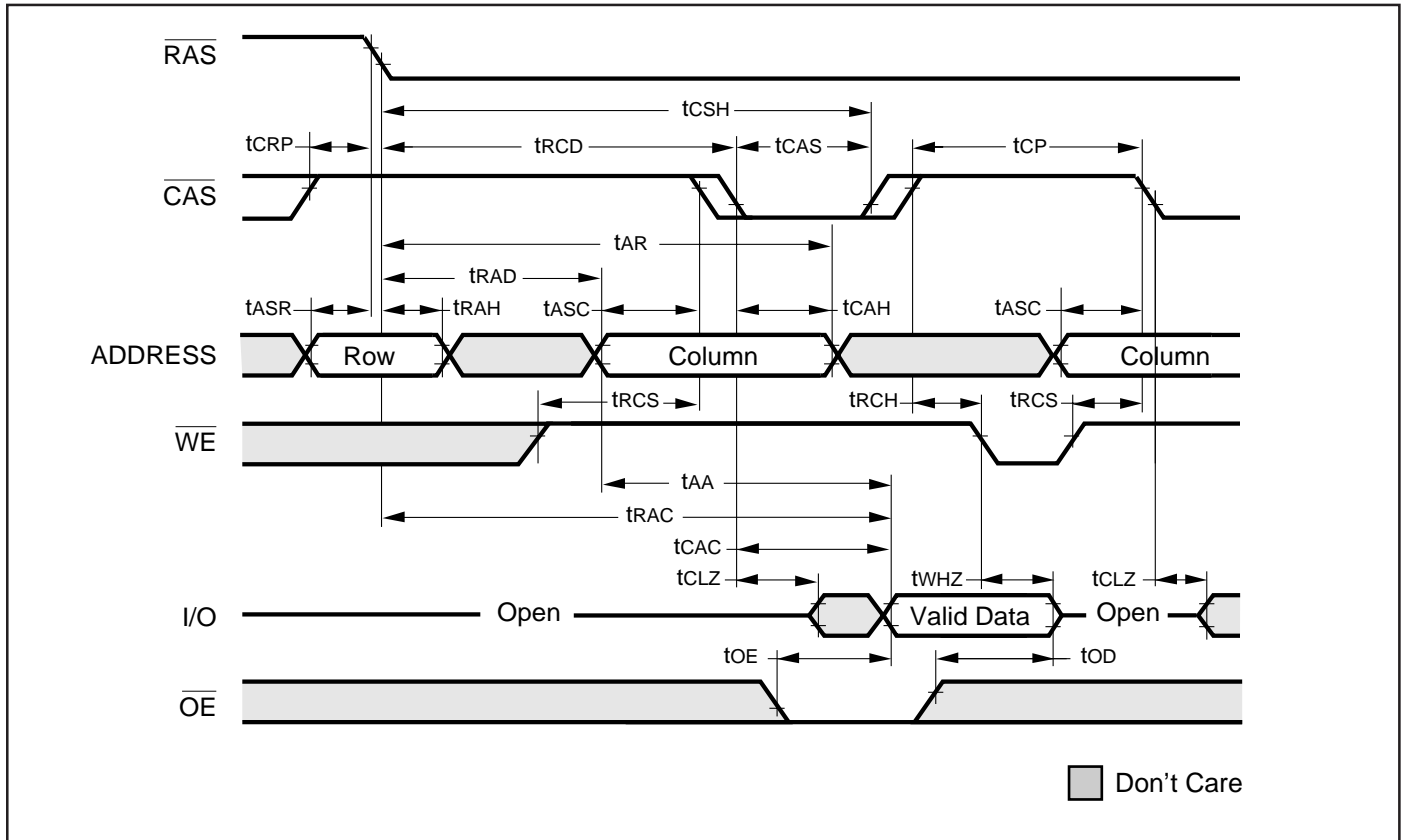 RAS
tCSH
tCRP
tRCD
tCAS
tCP
CAS
tAR
tRAD
tASR
tRAH
tASC
tCAH
tASC
ADDRESS
Row
Column
Column
tRCS
tRCH
tRCS
WE
tAA
tRAC
tCAC
tCLZ
tWHZ
tCLZ
I/O
Open
Valid Data
Open
tOE
tOD
OE
Don't Care